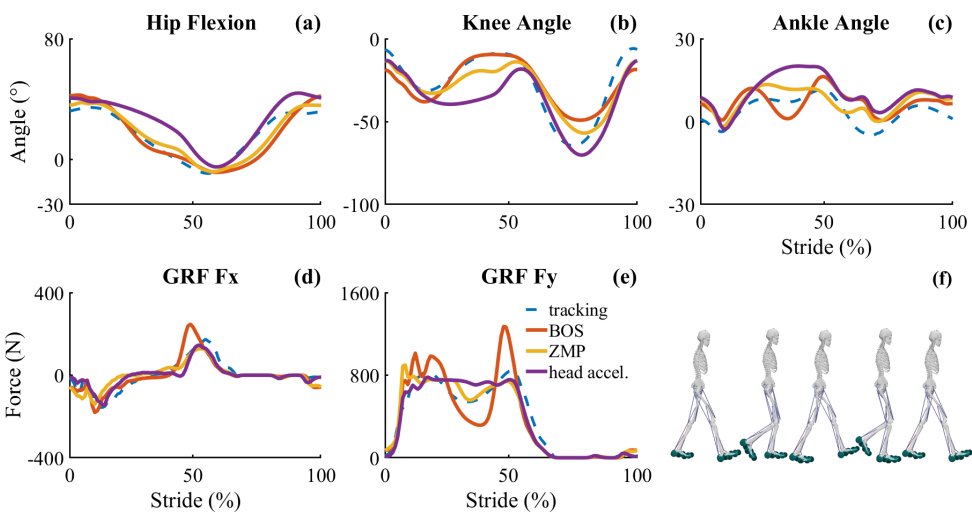 Hip Flexion (a)
Knee Angle (b)
Ankle Angle (c)
80
0
-30
Angle (°)
0 50 100
0
-50
-100
0 50 100
30
0
-30
0 50 100
Stride (%)
GRF Fx (d)
GRF Fy (e)
(f)
400
0
-400
Force (N)
0 50 100
Stride (%)
1600
800
0
tracking
BOS
ZMP
head accel.
0 50 100
Stride (%)